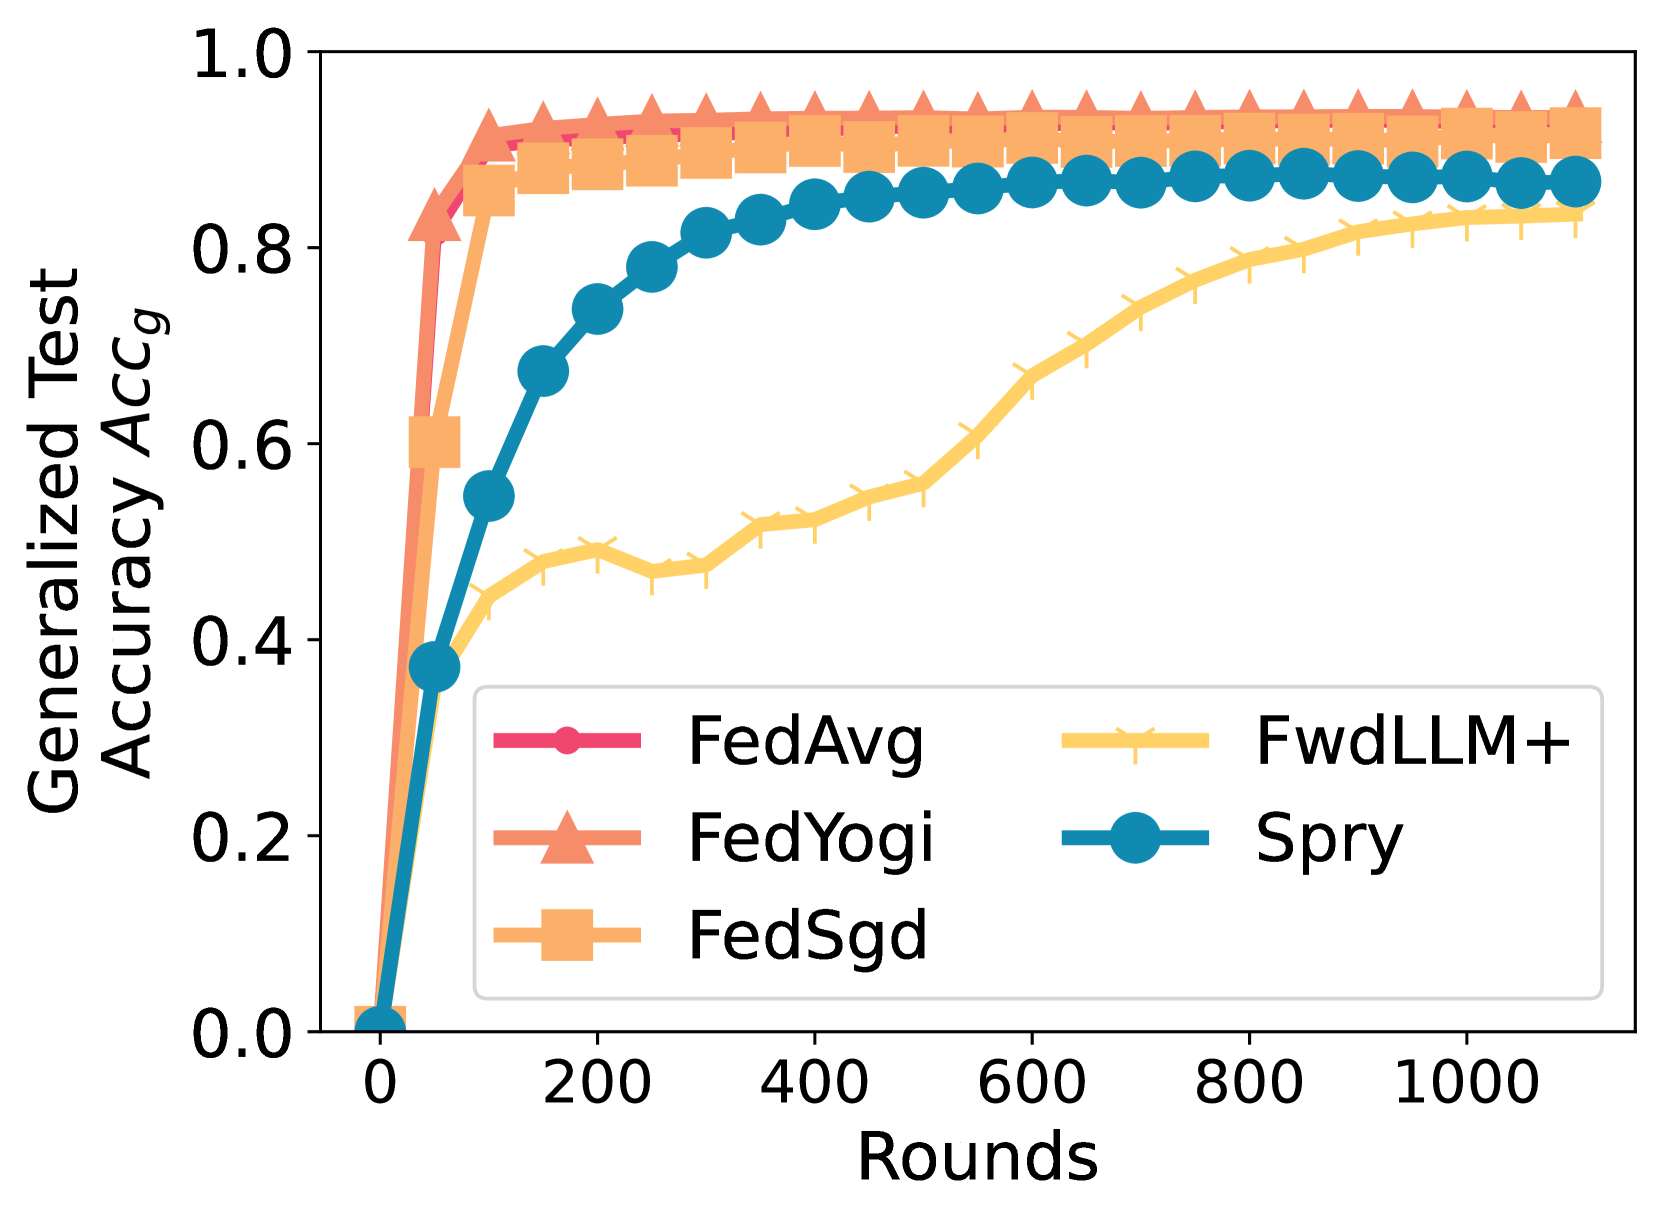 Generalized Test
Accuracy Acc_g
1.0
0.8
0.6
0.4
0.2
0.0
FedAvg
FedYogi
FedSgd
FwdLLM+
Spry
0 200 400 600 800 1000
Rounds